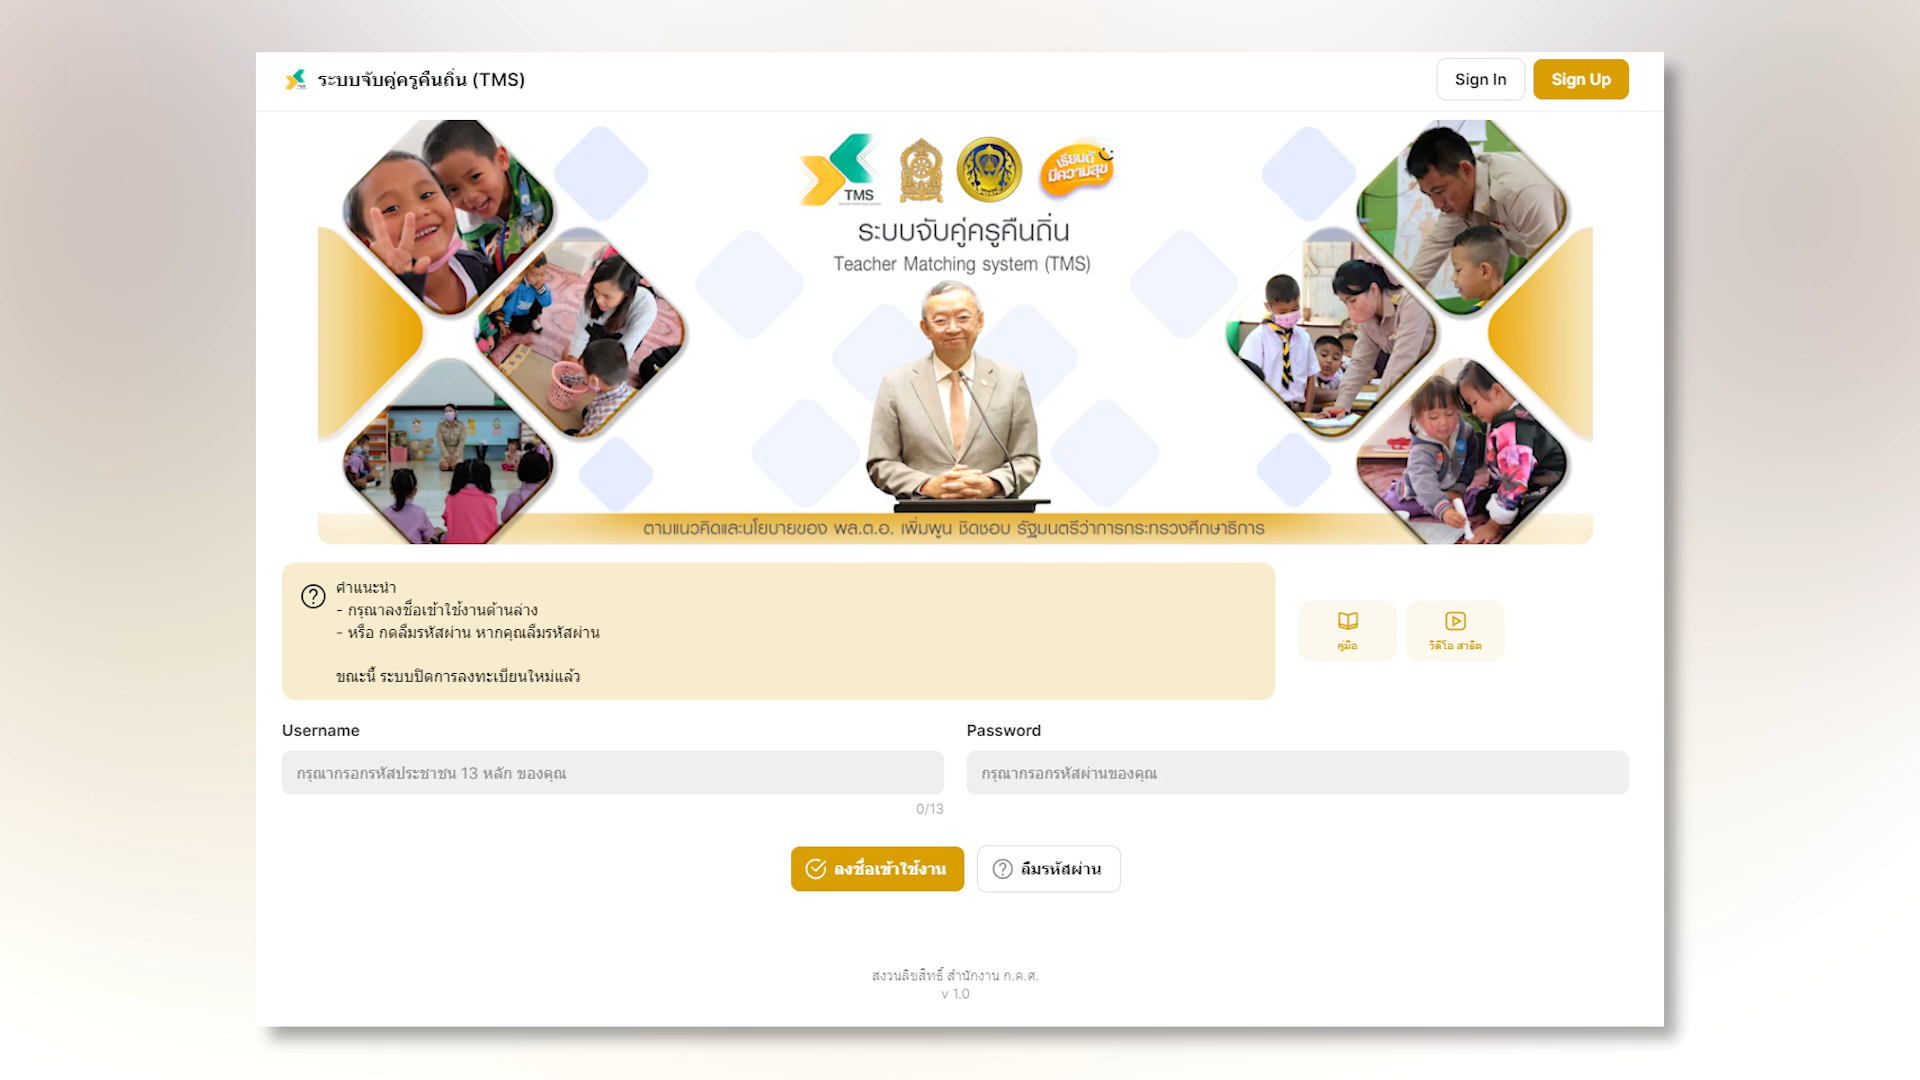 TMS
ระบบจับคู่ครูคืนถิ่น (TMS)
Sign In
Sign Up
TMS
เรียนดี
มีความสุข
ระบบจับคู่ครูคืนถิ่น
Teacher Matching system (TMS)
ตามแนวคิดและนโยบายของ พล.ต.อ. เพิ่มพูน ชิดชอบ รัฐมนตรีว่าการกระทรวงศึกษาธิการ
คำแนะนำ
- กรุณาลงชื่อเข้าใช้งานด้านล่าง
- หรือ กดลืมรหัสผ่าน หากคุณลืมรหัสผ่าน
ขณะนี้ ระบบปิดการลงทะเบียนใหม่แล้ว
คู่มือ
วิดีโอ สาธิต
Username
Password
กรุณากรอกรหัสประชาชน 13 หลัก ของคุณ
กรุณากรอกรหัสผ่านของคุณ
0/13
ลงชื่อเข้าใช้งาน
ลืมรหัสผ่าน
สงวนลิขสิทธิ์ สำนักงาน ก.ค.ศ.
v 1.0